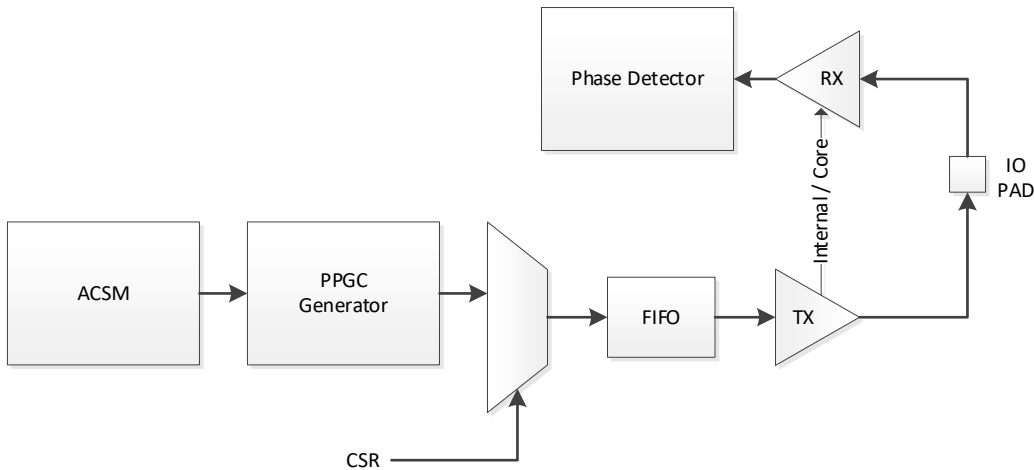 Phase Detector
RX
IO
PAD
Internal / Core
ACSM
PPGC
Generator
FIFO
TX
CSR